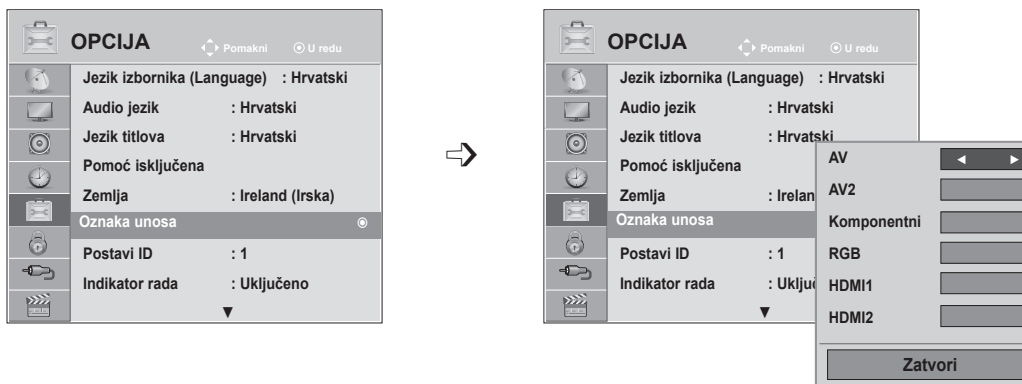 OPCIJA Pomakni U redu
Jezik izbornika (Language) : Hrvatski
Audio jezik : Hrvatski
Jezik titlova : Hrvatski
Pomoć isključena
Zemlja : Ireland (Irska)
Oznaka unosa
Postavi ID : 1
Indikator rada : Uključeno
OPCIJA Pomakni U redu
Jezik izbornika (Language) : Hrvatski
Audio jezik : Hrvatski
Jezik titlova : Hrvatski
Pomoć isključena
Zemlja : Irelan
Oznaka unosa
Postavi ID : 1
Indikator rada : Uključ
AV
AV2
Komponentni
RGB
HDMI1
HDMI2
Zatvori